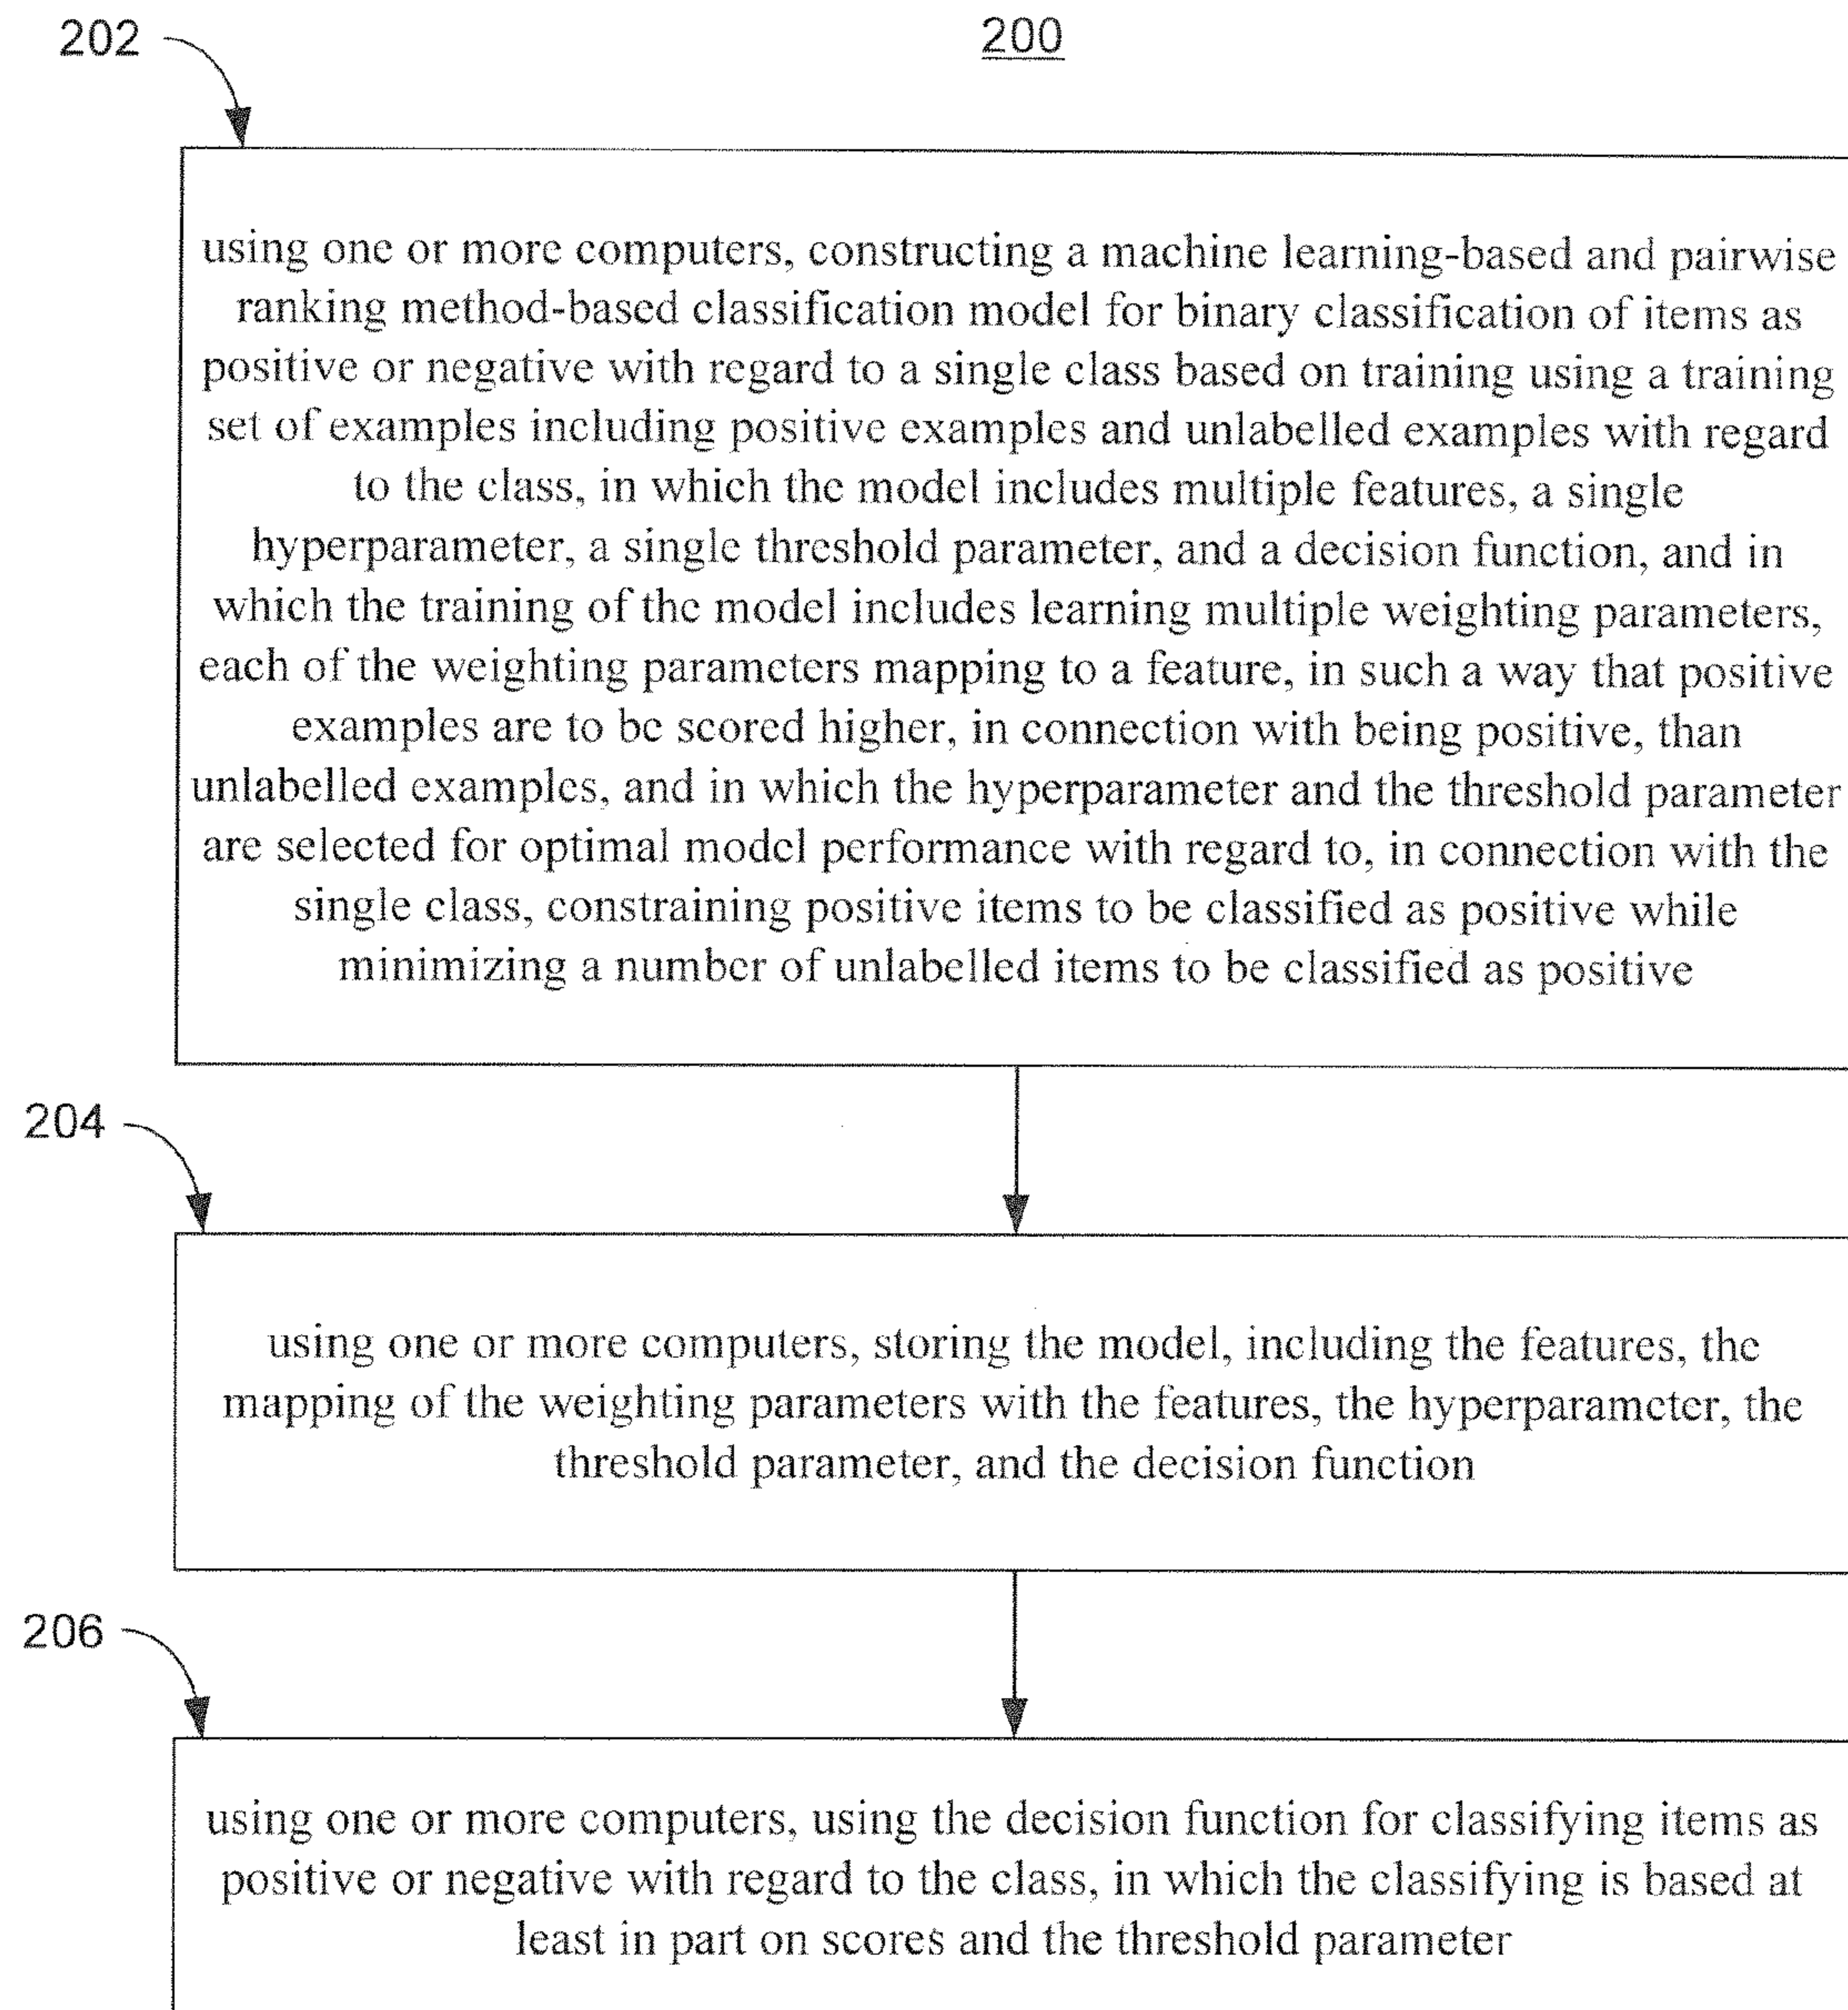 202
200
using one or more computers, constructing a machine learning-based and pairwise
ranking method-based classification model for binary classification of items as
positive or negative with regard to a single class based on training using a training
set of examples including positive examples and unlabelled examples with regard
to the class, in which the model includes multiple features, a single
hyperparameter, a single threshold parameter, and a decision function, and in
which the training of the model includes learning multiple weighting parameters,
each of the weighting parameters mapping to a feature, in such a way that positive
examples are to be scored higher, in connection with being positive, than
unlabelled examples, and in which the hyperparameter and the threshold parameter
are selected for optimal model performance with regard to, in connection with the
single class, constraining positive items to be classified as positive while
minimizing a number of unlabelled items to be classified as positive
204
using one or more computers, storing the model, including the features, the
mapping of the weighting parameters with the features, the hyperparameter, the
threshold parameter, and the decision function
206
using one or more computers, using the decision function for classifying items as
positive or negative with regard to the class, in which the classifying is based at
least in part on scores and the threshold parameter